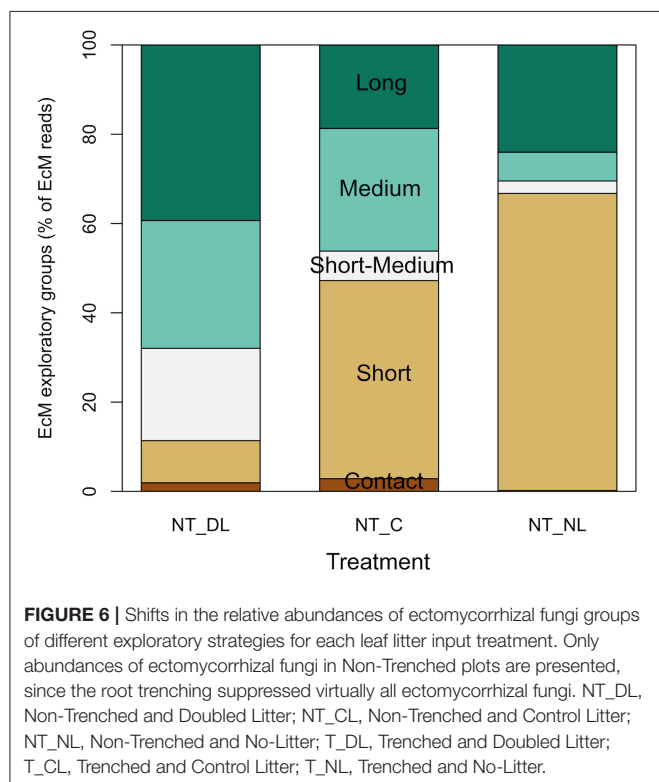 100
80
60
40
20
0
EcM exploratory groups (% of EcM reads)
Long
Medium
Short-Medium
Short
Contact
NT_DL
NT_C
NT_NL
Treatment
FIGURE 6 | Shifts in the relative abundances of ectomycorrhizal fungi groups
of different exploratory strategies for each leaf litter input treatment. Only
abundances of ectomycorrhizal fungi in Non-Trenched plots are presented,
since the root trenching suppressed virtually all ectomycorrhizal fungi. NT_DL,
Non-Trenched and Doubled Litter; NT_CL, Non-Trenched and Control Litter;
NT_NL, Non-Trenched and No-Litter; T_DL, Trenched and Doubled Litter;
T_CL, Trenched and Control Litter; T_NL, Trenched and No-Litter.